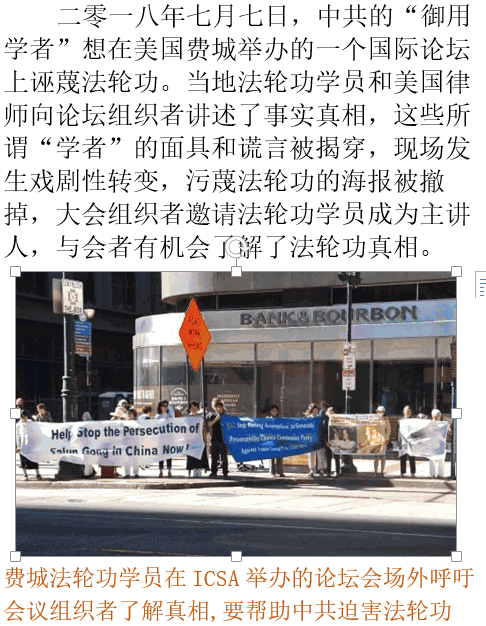 二零一八年七月七日，中共的“御用
学者”想在美国费城举办的一个国际论坛
上诬蔑法轮功。当地法轮功学员和美国律
师向论坛组织者讲述了事实真相，这些所
谓“学者”的面具和谎言被揭穿，现场发
生戏剧性转变，污蔑法轮功的海报被撤
掉，大会组织者邀请法轮功学员成为主讲
人，与会者有机会了解了法轮功真相。
BANK & BOURBON
ROAD
WORK
AHEAD
Help Stop the Persecution of
Falun Gong in China Now!
Persecuted by Chinese Communist Party
费城法轮功学员在 ICSA 举办的论坛会场外呼吁
会议组织者了解真相,要帮助中共迫害法轮功